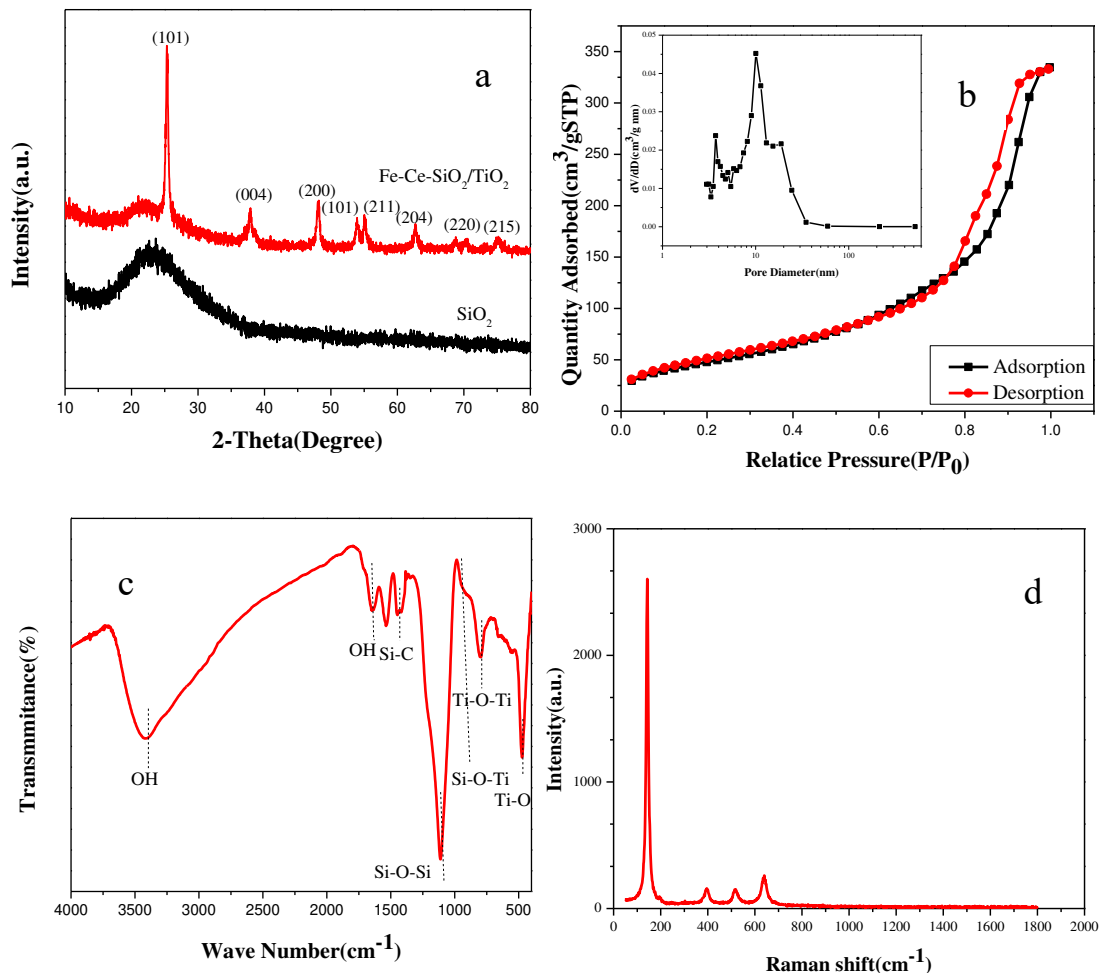 (101)
a
Fe-Ce-SiO2/TiO2
(004)
(200)
(101)
(211)
(204)
(220)
(215)
SiO2
Intensity(a.u.)
10 20 30 40 50 60 70 80
2-Theta(Degree)
b
350
300
250
200
150
100
50
0
Quantity Adsorbed(cm3/gSTP)
0.05
0.04
0.03
0.02
0.01
0.00
dV/dD(cm3/g nm)
1 10 100
Pore Diameter(nm)
Adsorption
Desorption
0.0 0.2 0.4 0.6 0.8 1.0
Relatice Pressure(P/P0)
c
Transmmitance(%)
OH
OH
Si-C
Ti-O-Ti
Si-O-Ti
Ti-O
Si-O-Si
4000 3500 3000 2500 2000 1500 1000 500
Wave Number(cm-1)
d
3000
2000
1000
0
Intensity(a.u.)
0 200 400 600 800 1000 1200 1400 1600 1800 2000
Raman shift(cm-1)